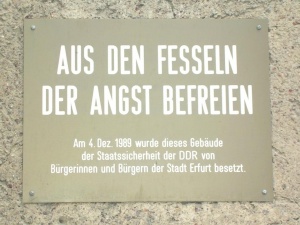 AUS DEN FESSELN
DER ANGST BEFREIEN
Am 4. Dez. 1989 wurde dieses Gebäude
der Staatssicherheit der DDR von
Bürgerinnen und Bürgern der Stadt Erfurt besetzt.